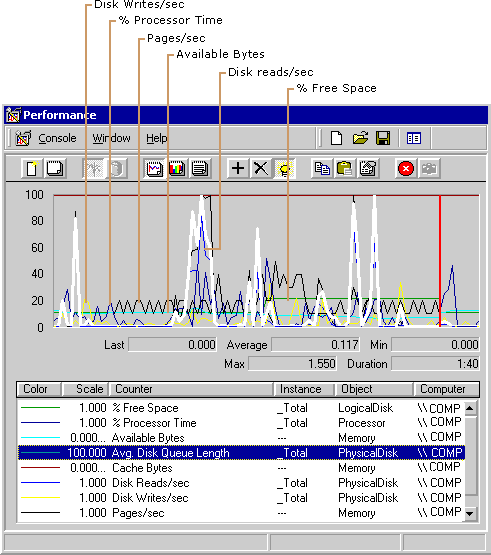 Disk Writes/sec
% Processor Time
Pages/sec
Available Bytes
Disk reads/sec
% Free Space
Performance
Console Window Help
100
80
60
40
20
0
Last 0.000 Average 0.117 Min 0.000
Max 1.550 Duration 1:40
Color Scale Counter Instance Object Computer
1.000 % Free Space _Total LogicalDisk \\ COMP
1.000 % Processor Time _Total Processor \\ COMP
0.000... Available Bytes --- Memory \\ COMP
100.000 Avg. Disk Queue Length _Total PhysicalDisk \\ COMP
0.000... Cache Bytes --- Memory \\ COMP
1.000 Disk Reads/sec _Total PhysicalDisk \\ COMP
1.000 Disk Writes/sec _Total PhysicalDisk \\ COMP
1.000 Pages/sec --- Memory \\ COMP